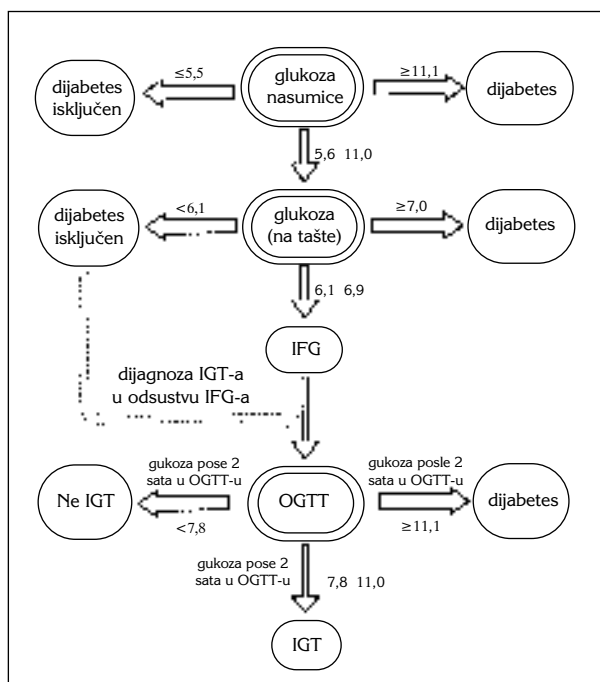 ≤5,5
glukoza
nasumice
≥11,1
dijabetes
isključen
dijabetes
5,6 11,0
dijabetes
isključen
<6,1
glukoza
(na tašte)
≥7,0
dijabetes
6,1 6,9
IFG
dijagnoza IGT-a
u odsustvu IFG-a
gukoza pose 2
sata u OGTT-u
gukoza posle 2
sata u OGTT-u
Ne IGT
OGTT
dijabetes
<7,8
≥11,1
gukoza pose 2
sata u OGTT-u
7,8 11,0
IGT